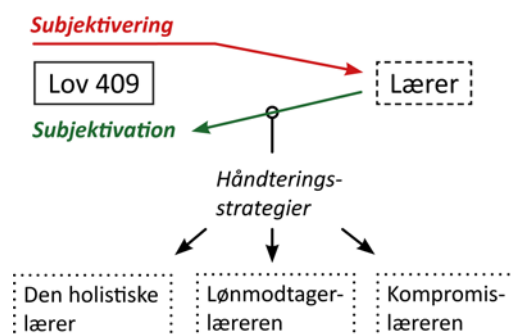 Subjektivering
Lov 409
Lærer
Subjektivation
Håndterings-
strategier
Den holistiske
lærer
Lønmodtager-
læreren
Kompromis-
læreren